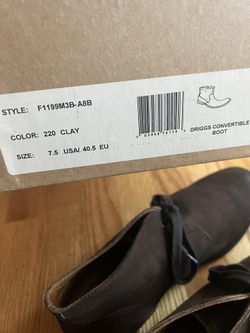 STYLE: F1199M3B-A8B
COLOR: 220 CLAY
SIZE: 7.5 USA/ 40.5 EU
DRIGGS CONVERTIBLE
BOOT